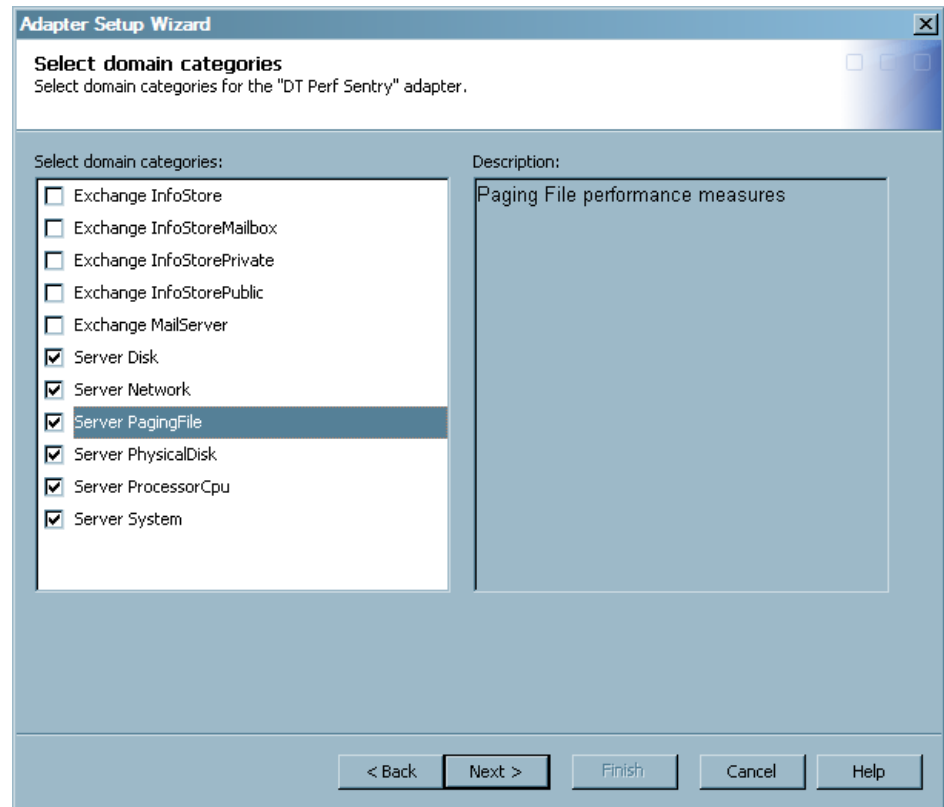 Adapter Setup Wizard
Select domain categories
Select domain categories for the "DT Perf Sentry" adapter.
Select domain categories:
Exchange InfoStore
Exchange InfoStoreMailbox
Exchange InfoStorePrivate
Exchange InfoStorePublic
Exchange MailServer
Server Disk
Server Network
Server PagingFile
Server PhysicalDisk
Server ProcessorCpu
Server System
Description:
Paging File performance measures
< Back Next > Finish Cancel Help